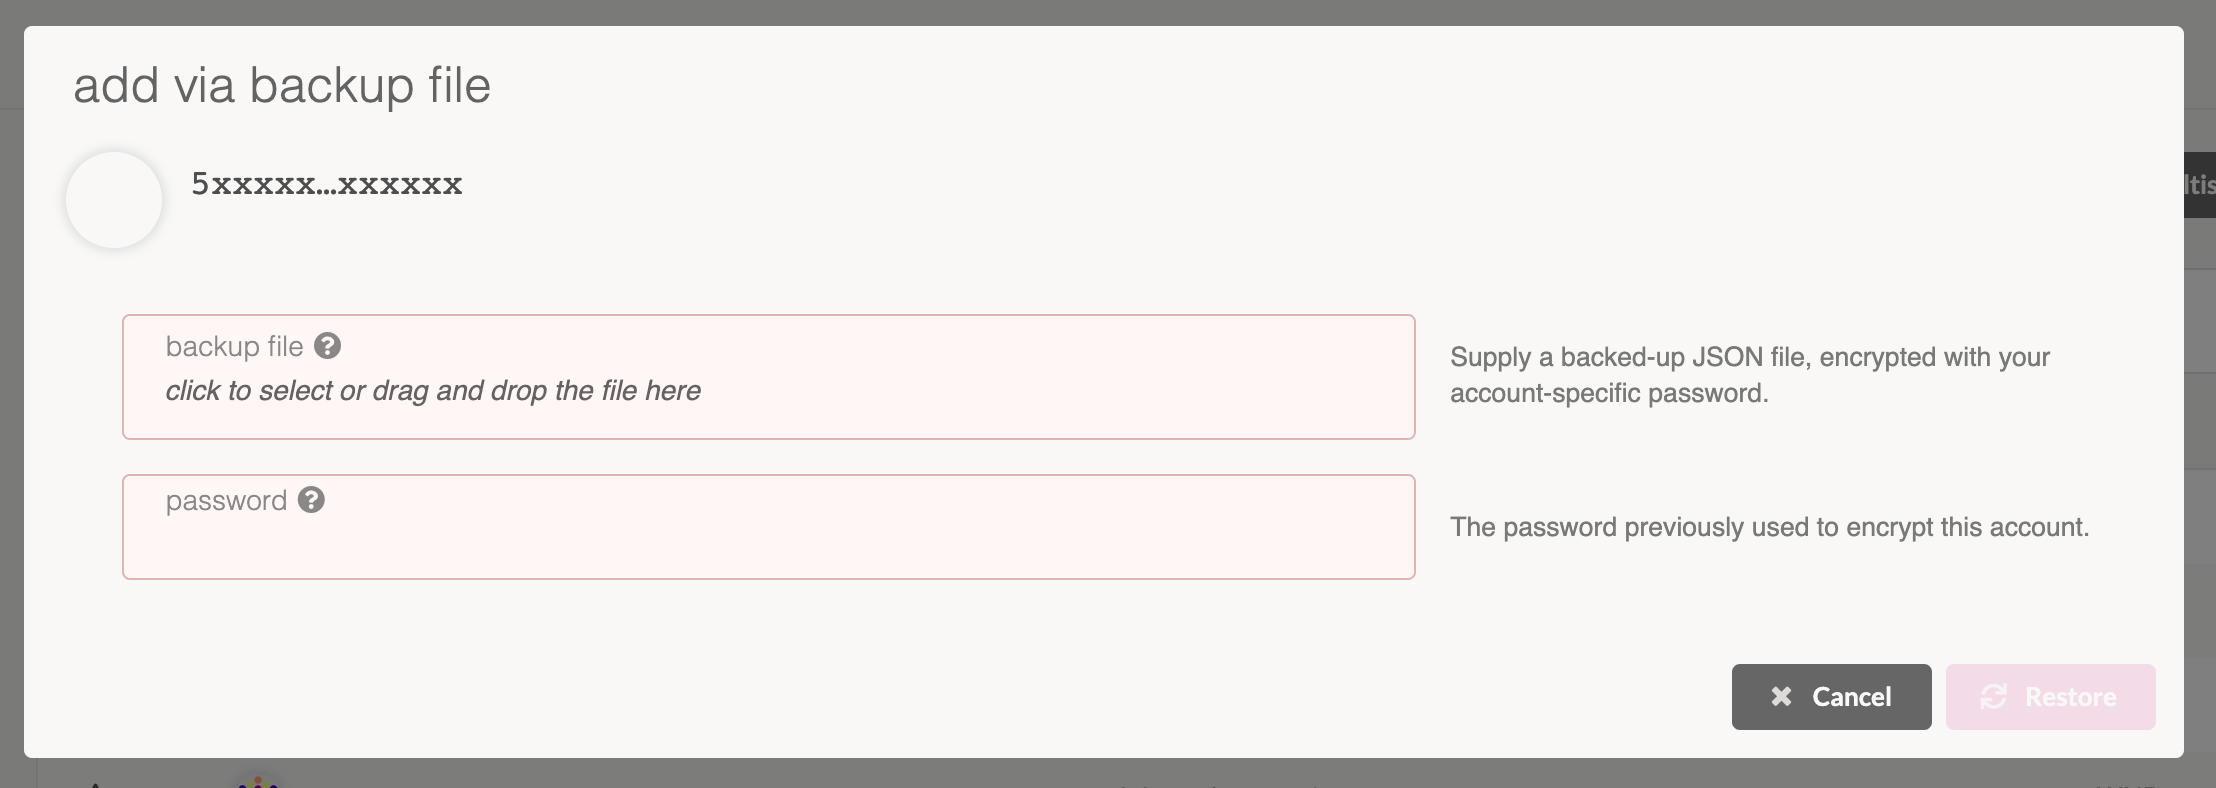 add via backup file
5xxxxx…xxxxxx
ltis
backup file
click to select or drag and drop the file here
Supply a backed-up JSON file, encrypted with your
account-specific password.
password
The password previously used to encrypt this account.
Cancel
Restore